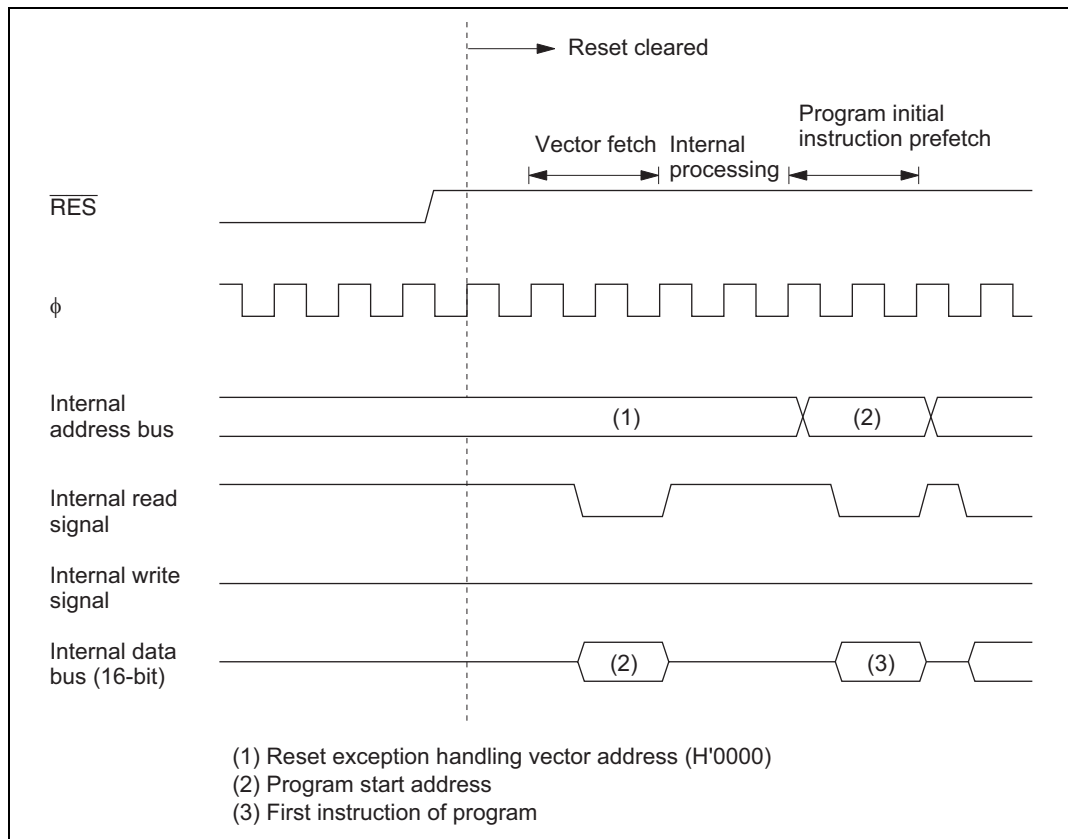 Reset cleared
Program initial
instruction prefetch
Vector fetch
Internal
processing
RES
ϕ
Internal
address bus
(1)
(2)
Internal read
signal
Internal write
signal
Internal data
bus (16-bit)
(2)
(3)
(1) Reset exception handling vector address (H'0000)
(2) Program start address
(3) First instruction of program